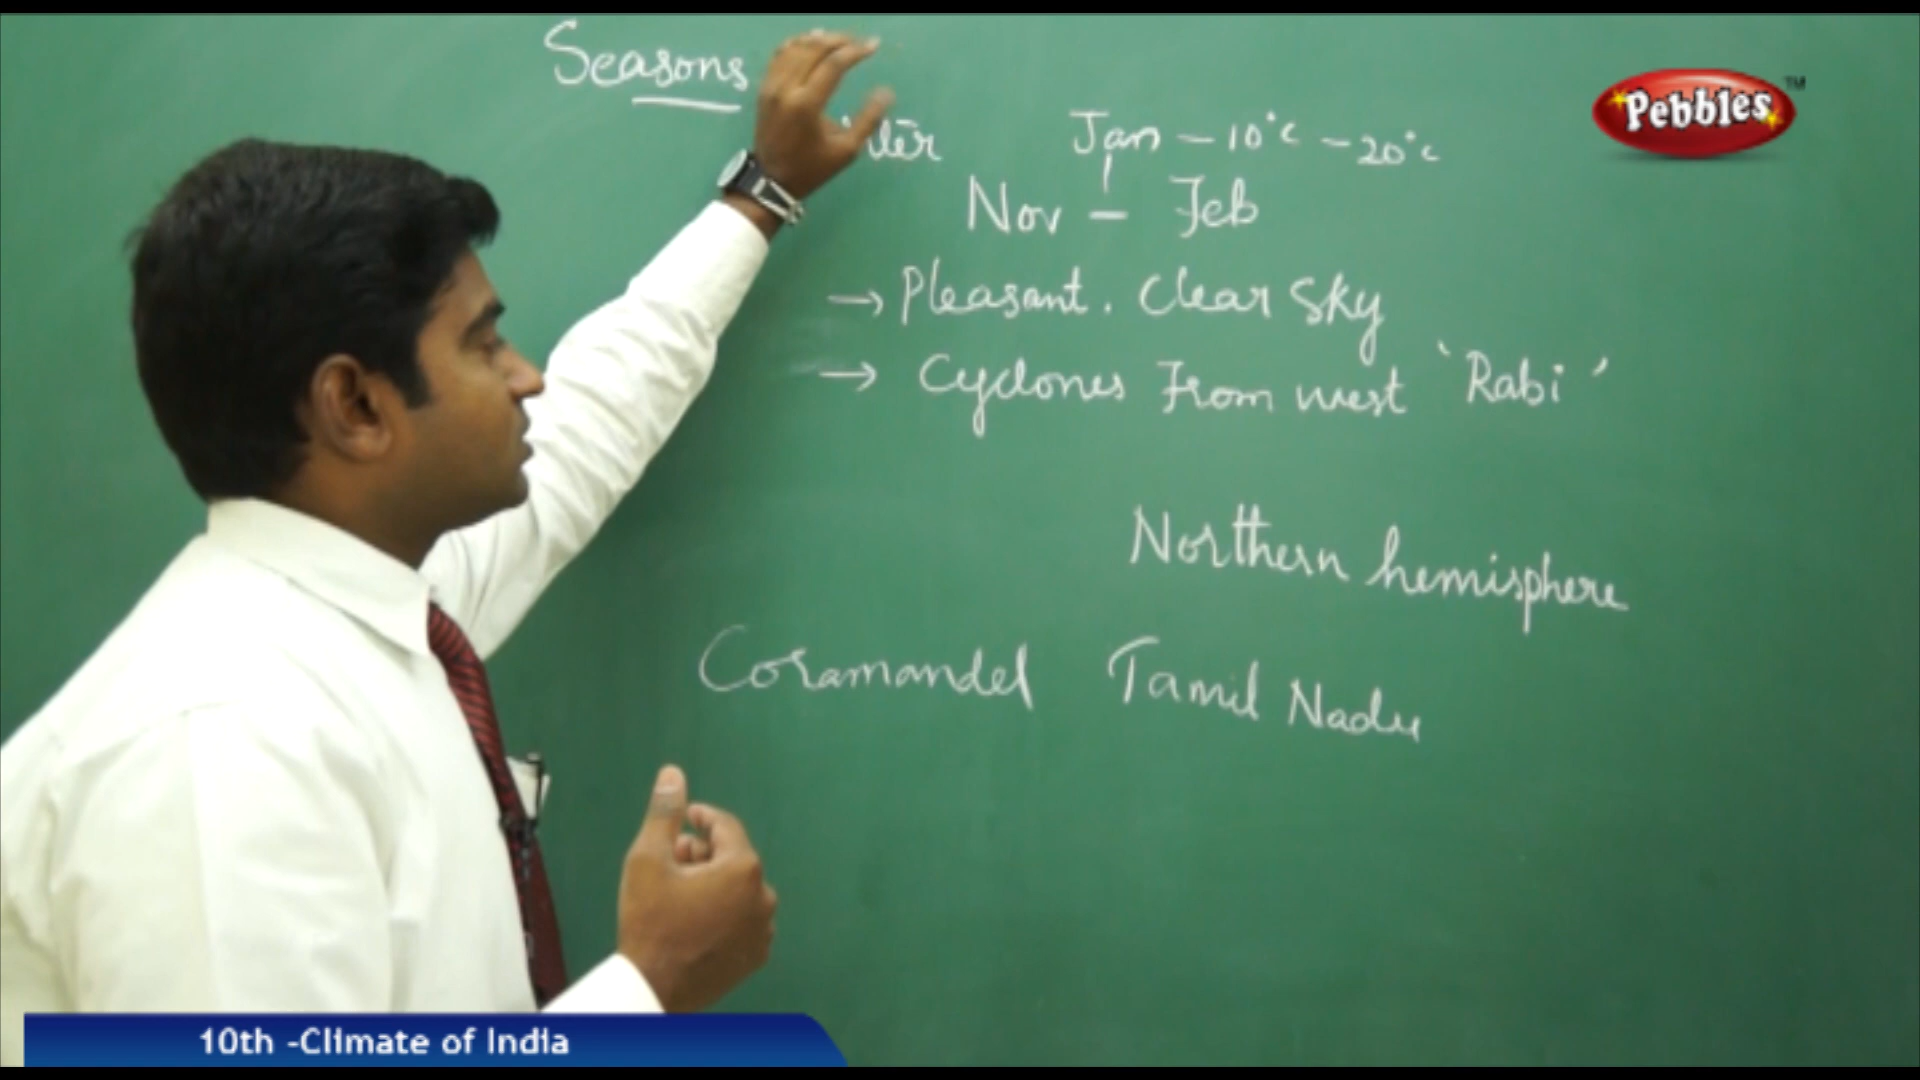 Seasons
Jan - 10°c - 20°c
Nov - Feb
→ Pleasant. Clear Sky
→ Cyclones From west 'Rabi'
Northern hemisphere
Coramandel Tamil Nadu
Pebbles TM
10th -Climate of India